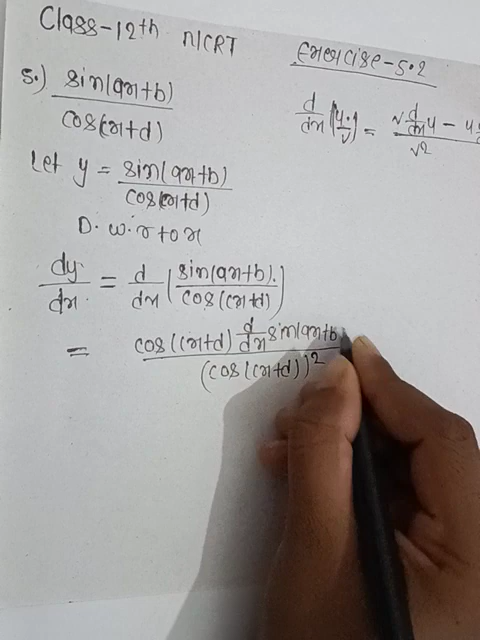 Class-12th NCRT Exercise-5.2
5.) sin(ax+b)
cos(cx+d)
d/dx (u/v) = v d/dx u - u
v2
Let y = sin(ax+b)
cos(cx+d)
D. w. r to x
dy/dx = d/dx (sin(ax+b)./cos(cx+d))
= cos(cx+d) d/dx sin(ax+b
(cos(cx+d))2